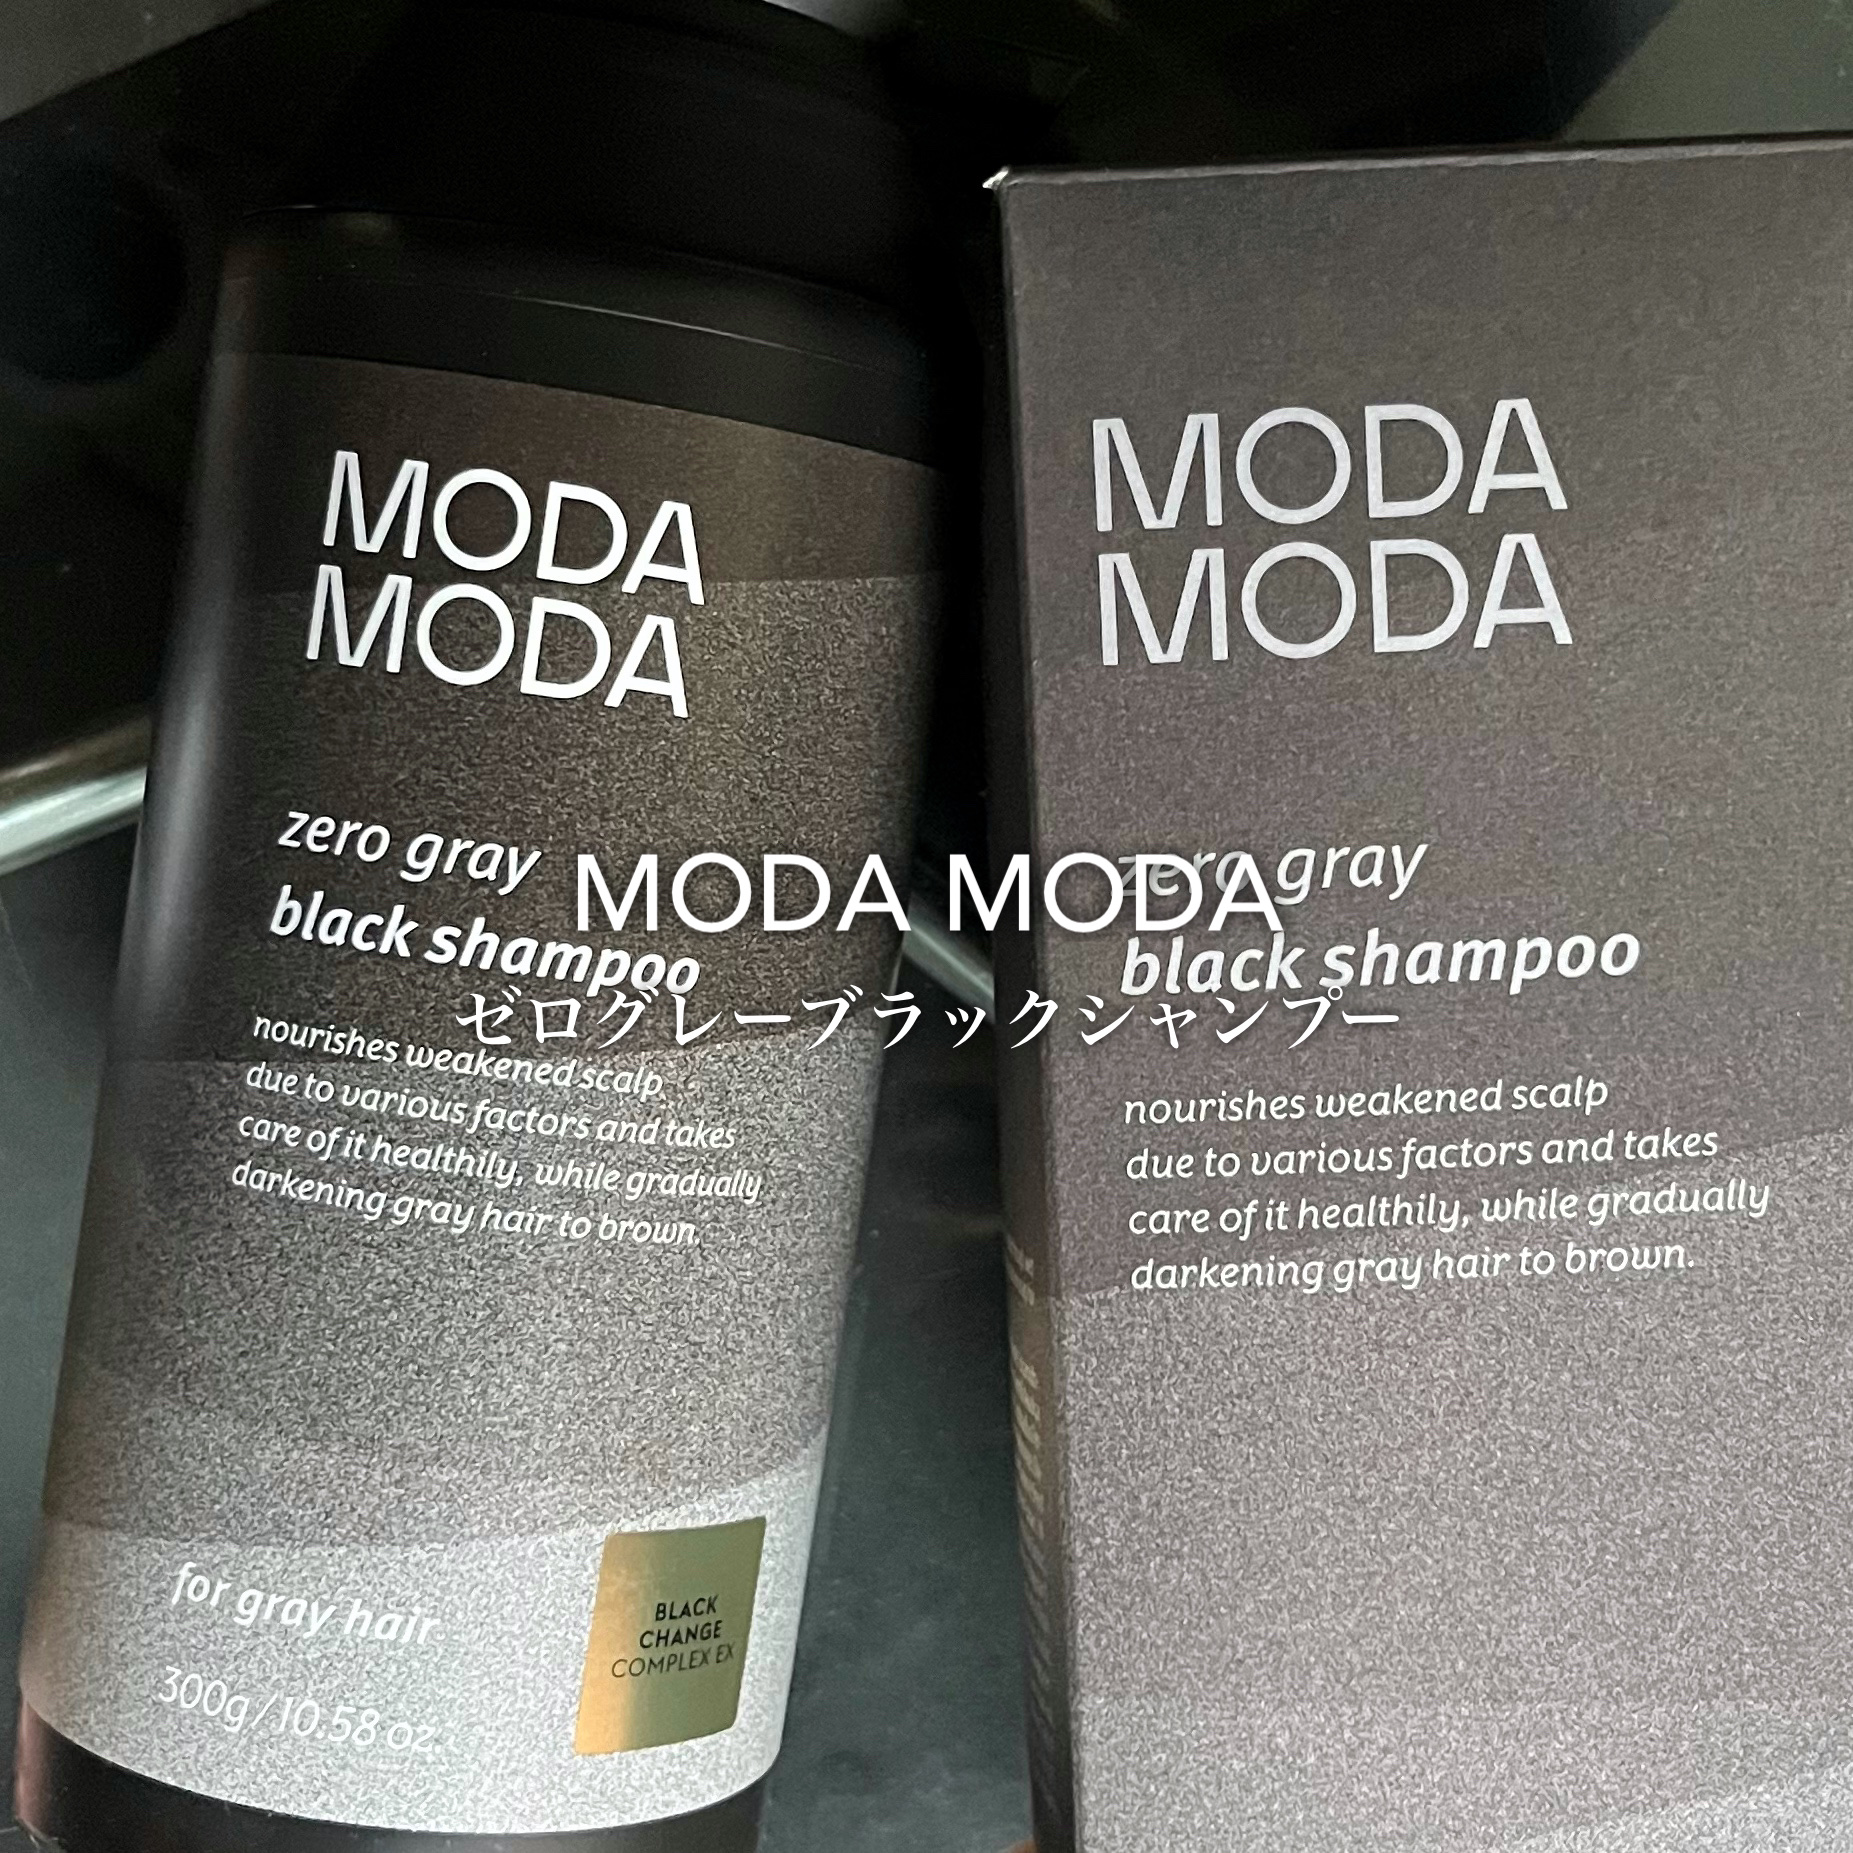 MODA
MODA
zero gray
black shampoo
nourishes weakened scalp
due to various factors and takes
care of it healthily, while gradually
darkening gray hair to brown.
for gray hair
300g/10.58 oz.
BLACK
CHANGE
COMPLEX EX
MODA MODA
ゼログレーブラックシャンプー
MODA
MODA
zero gray
black shampoo
nourishes weakened scalp
due to various factors and takes
care of it healthily, while gradually
darkening gray hair to brown.